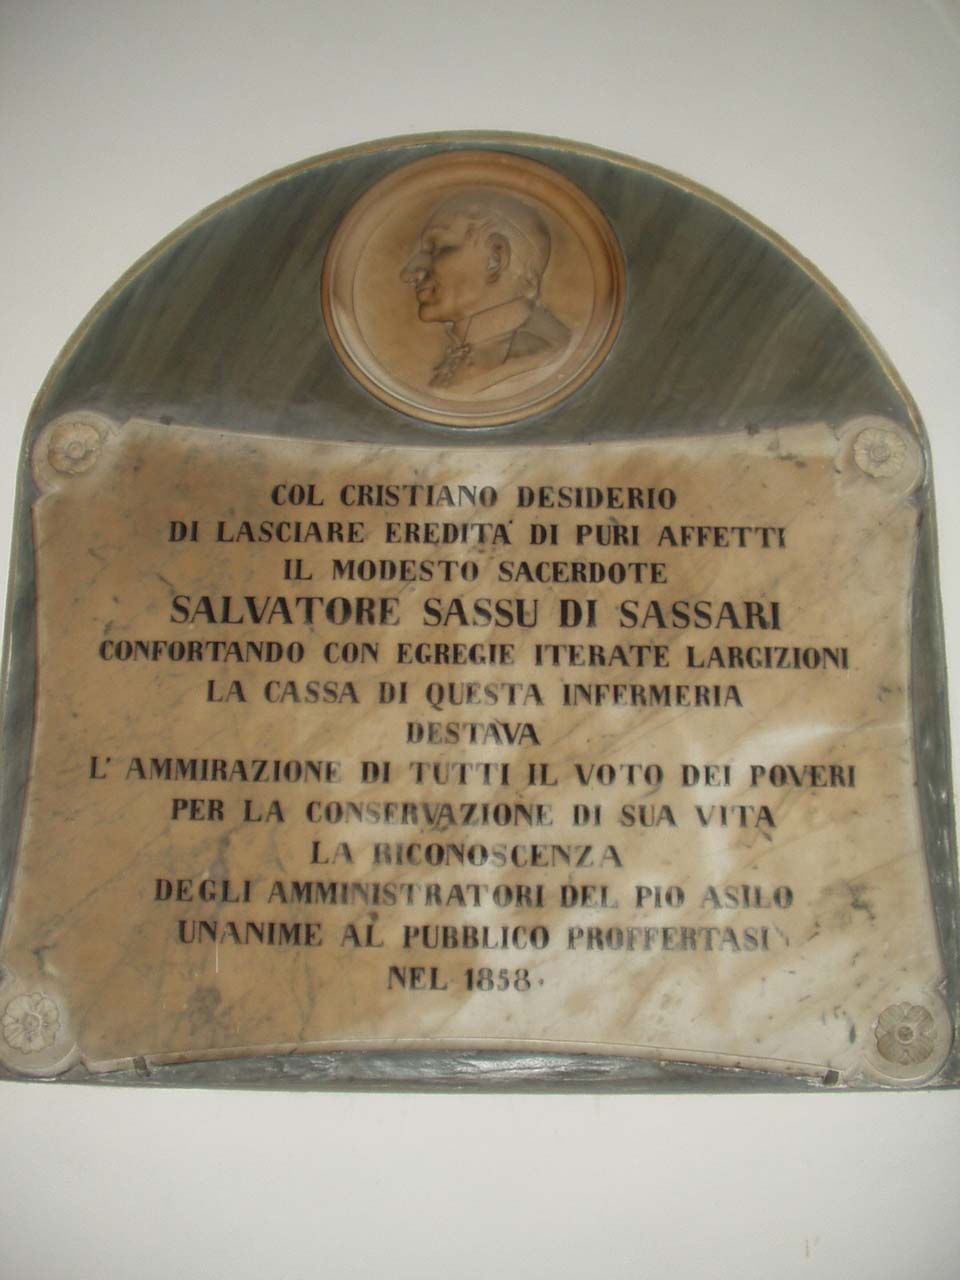 COL CRISTIANO DESIDERIO
DI LASCIARE EREDITA' DI PURI AFFETTI
IL MODESTO SACERDOTE
SALVATORE SASSU DI SASSARI
CONFORTANDO CON EGREGIE ITERATE LARGIZIONI
LA CASSA DI QUESTA INFERMERIA
DESTAVA
L'AMMIRAZIONE DI TUTTI IL VOTO DEI POVERI
PER LA CONSERVAZIONE DI SUA VITA
LA RICONOSCENZA
DEGLI AMMINISTRATORI DEL PIO ASILO
UNANIME AL PUBBLICO PROFFERTASI
NEL 1858.